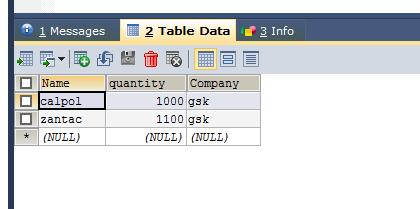 1 Messages 2 Table Data 3 Info
Name quantity Company
calpol 1000 gsk
zantac 1100 gsk
* (NULL) (NULL) (NULL)